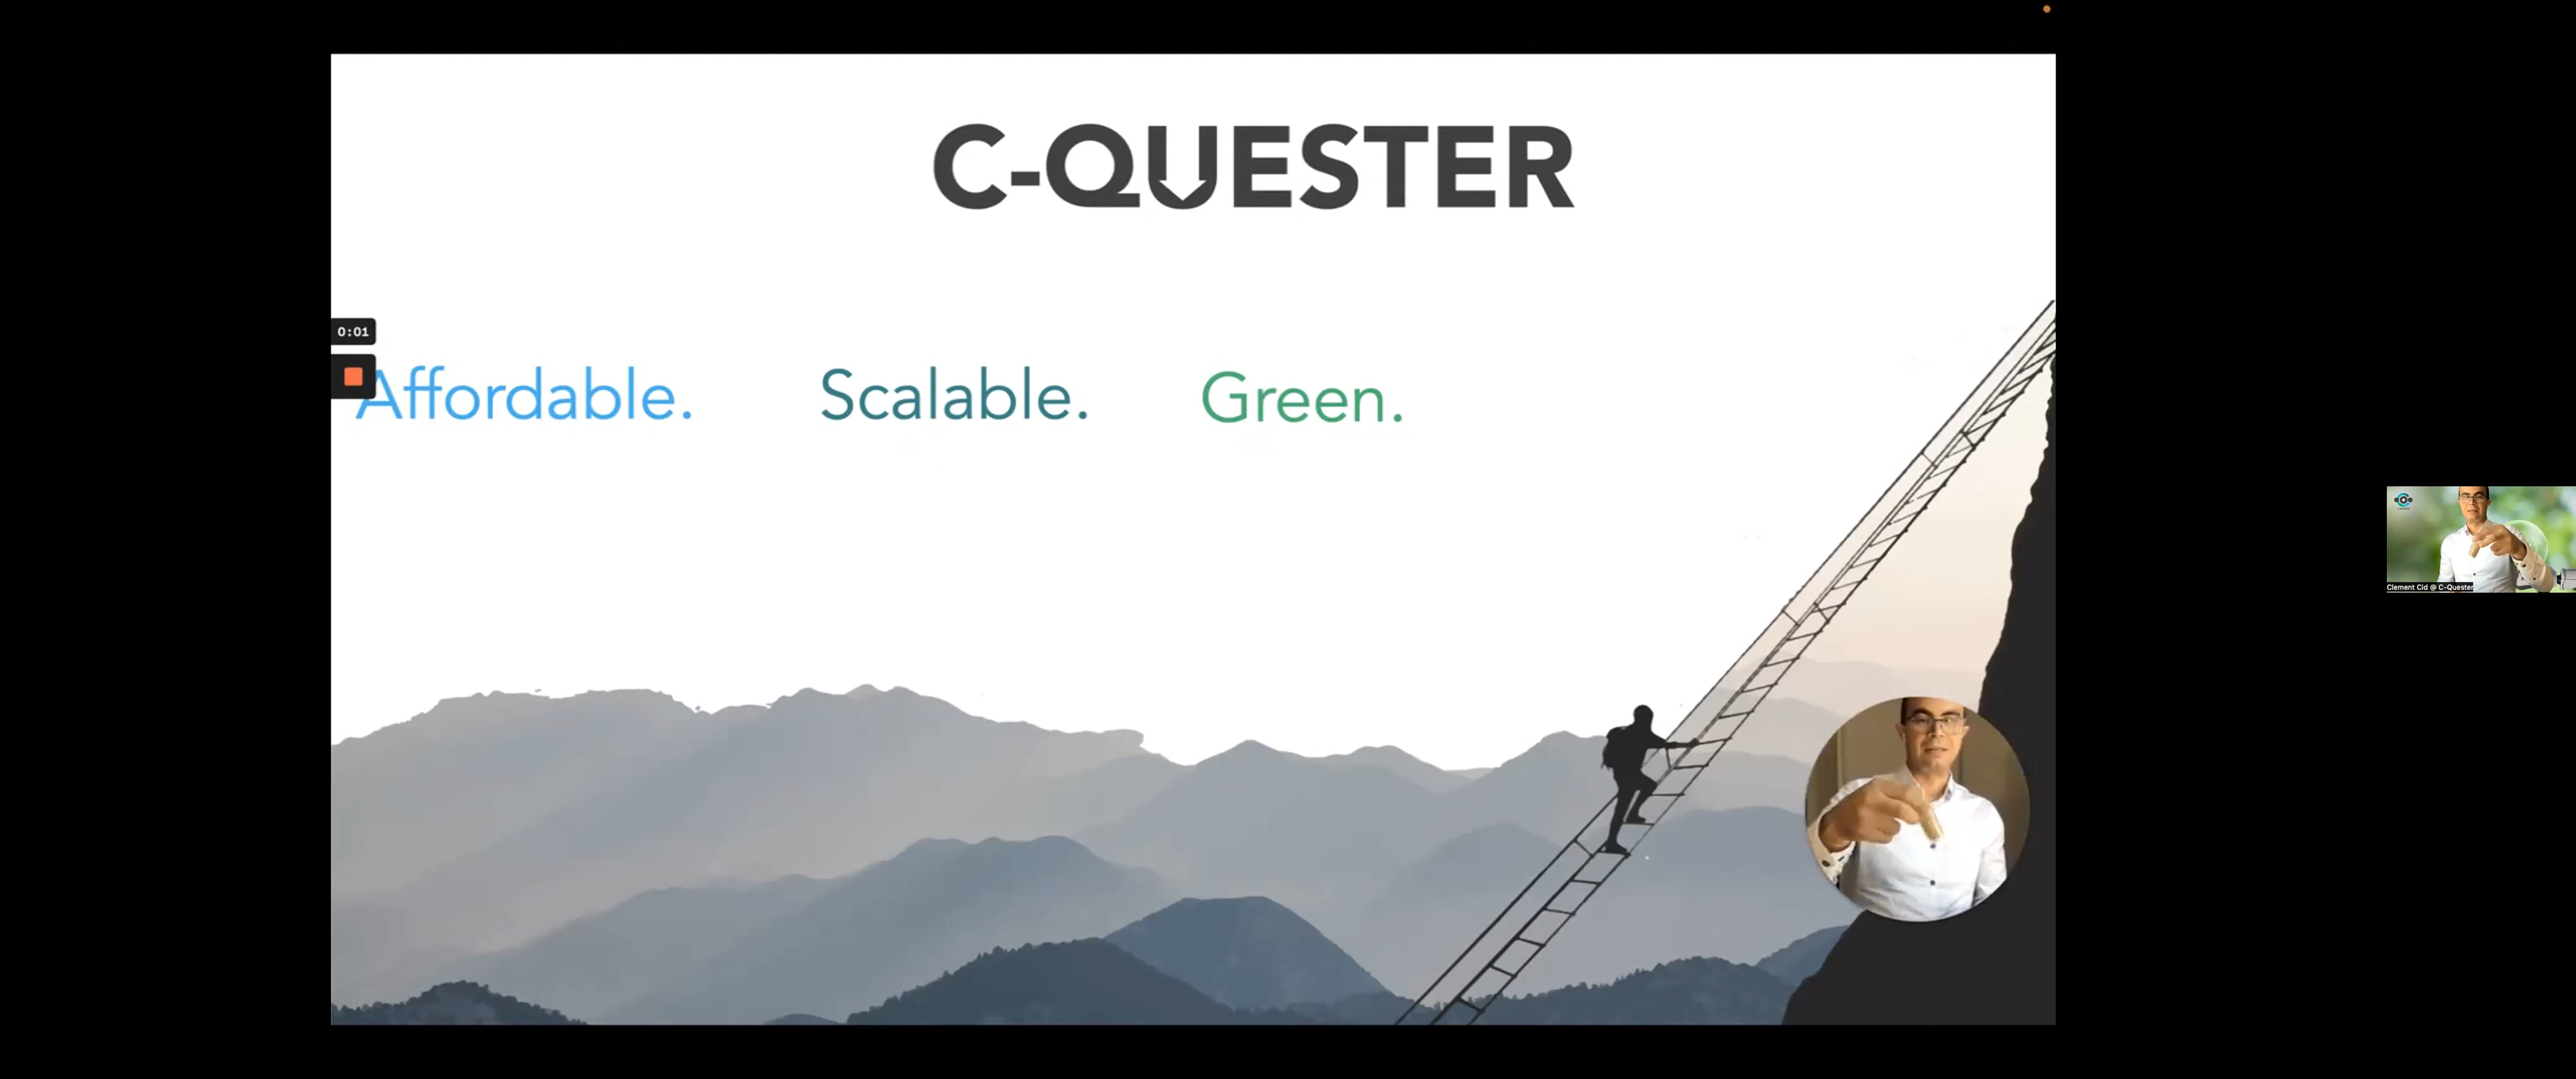 C-QUESTER
0:01
Affordable. Scalable. Green.
Clement Cid @ C-Quester